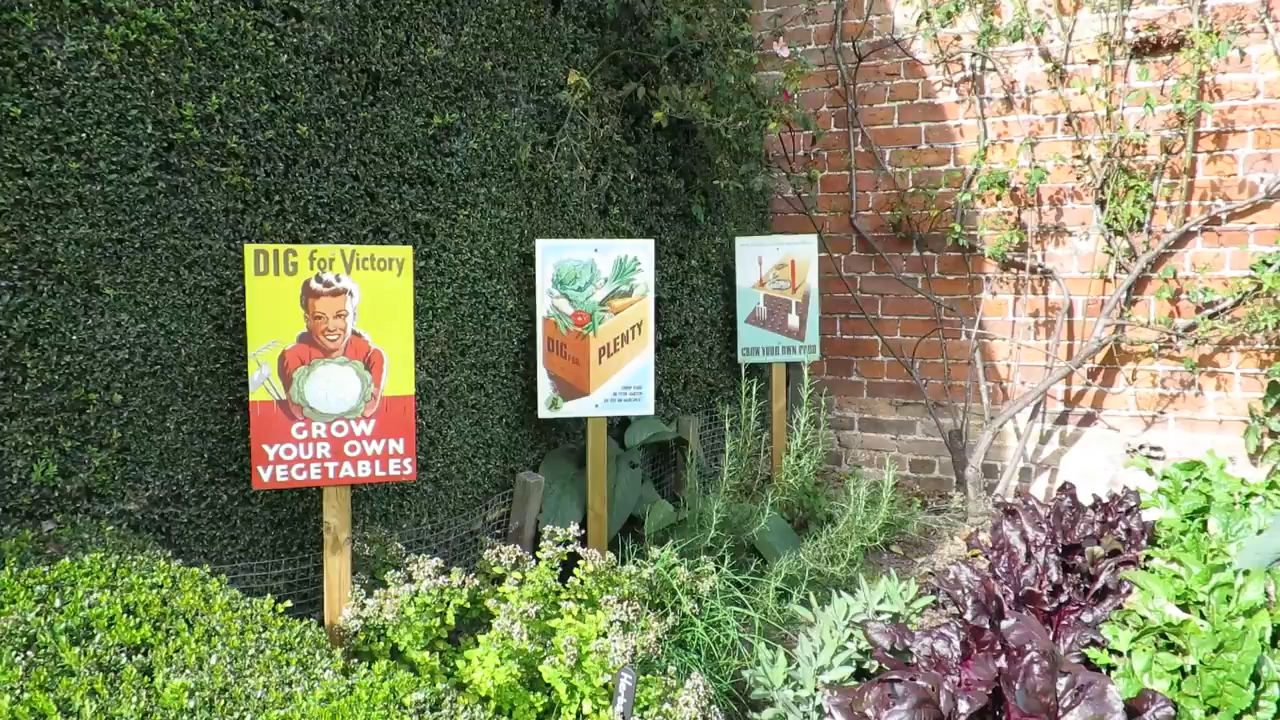 DIG for Victory
GROW
YOUR OWN
VEGETABLES
DIG FOR
PLENTY
GROW YOUR OWN FOOD